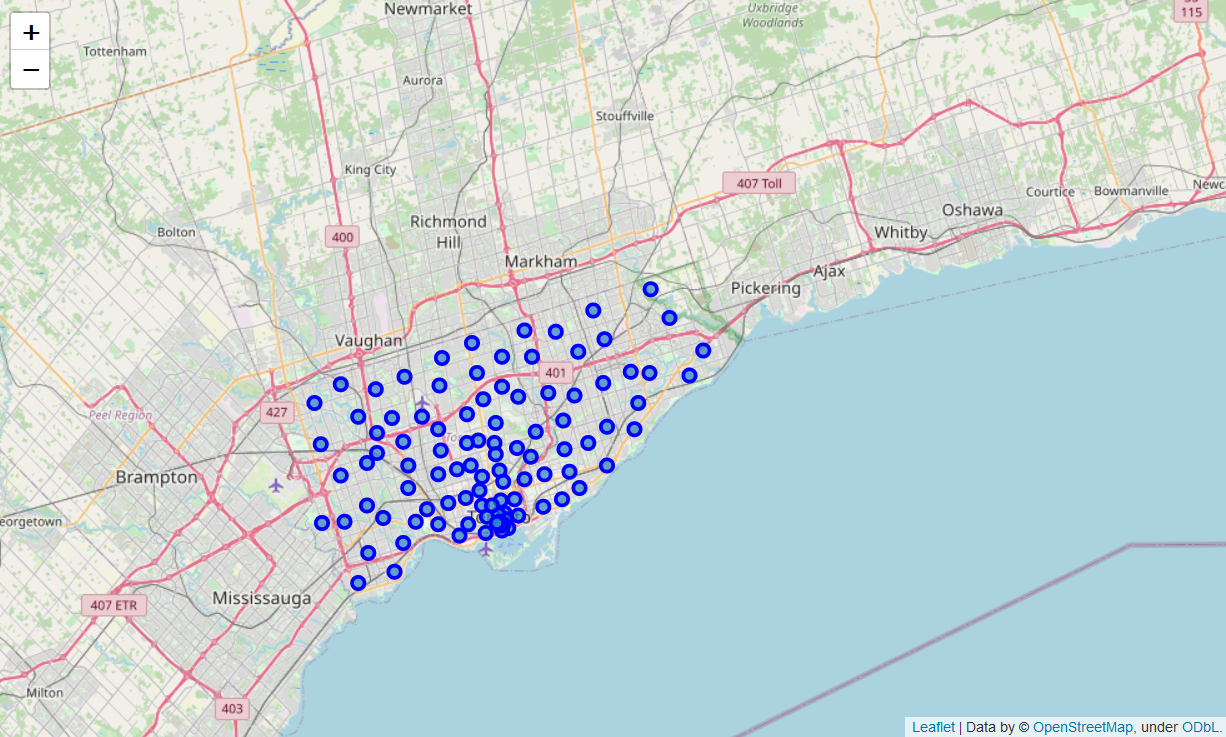 Newmarket
Uxbridge
Woodlands
115
+
−
Tottenham
Aurora
Stouffville
King City
407 Toll
Courtice
Bowmanville
Newc
Oshawa
Richmond
Hill
Bolton
400
Whitby
Markham
Ajax
Pickering
Vaughan
401
427
Peel Region
Brampton
eorgetown
Mississauga
407 ETR
Milton
403
Leaflet | Data by © OpenStreetMap, under ODbL.